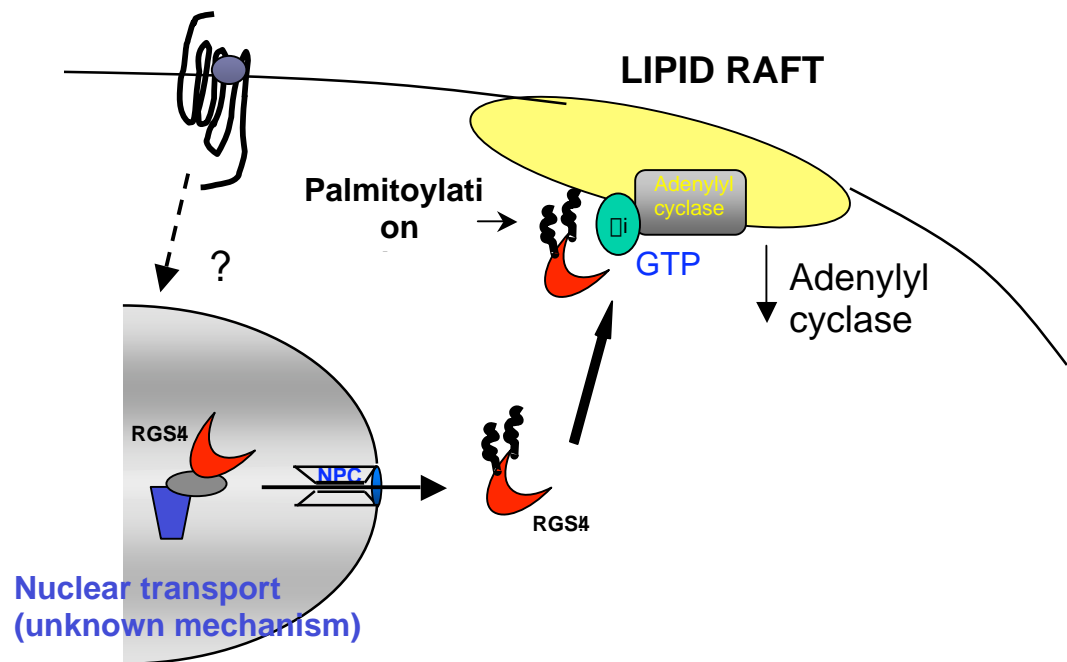 LIPID RAFT
Palmitoylati
on
Adenylyl
cyclase
i
GTP
?
Adenylyl
cyclase
RGS4
NPC
RGS4
Nuclear transport
(unknown mechanism)